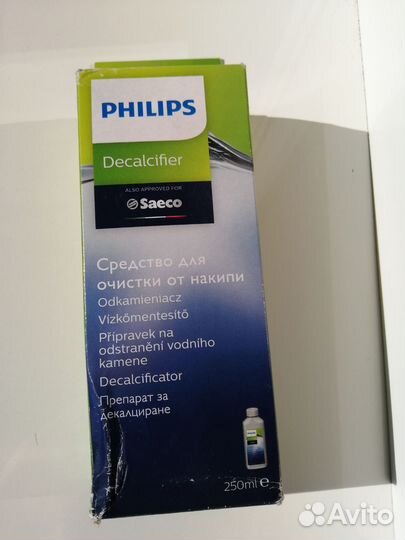 PHILIPS
Decalcifier
ALSO APPROVED FOR
Saeco
Средство для
очистки от накипи
Odkamieniacz
Vízkőmentesítő
Přípravek na
odstranění vodního
kamene
Decalcificator
Препарат за
декалциране
250ml e
Avito